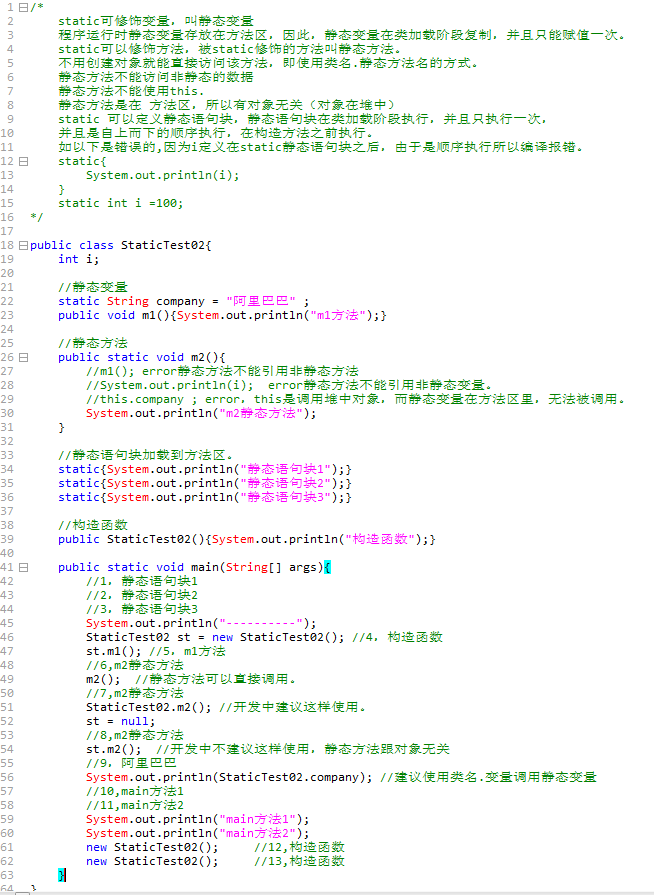 1 /*
2     static可修饰变量，叫静态变量
3     程序运行时静态变量存放在方法区，因此，静态变量在类加载阶段复制，并且只能赋值一次。
4     static可以修饰方法，被static修饰的方法叫静态方法。
5     不用创建对象就能直接访问该方法，即使用类名.静态方法名的方式。
6     静态方法不能访问非静态的数据
7     静态方法不能使用this.
8     静态方法是在 方法区，所以有对象无关（对象在堆中）
9     static 可以定义静态语句块，静态语句块在类加载阶段执行，并且只执行一次，
10     并且是自上而下的顺序执行，在构造方法之前执行。
11     如以下是错误的,因为i定义在static静态语句块之后，由于是顺序执行所以编译报错。
12     static{
13         System.out.println(i);
14     }
15     static int i =100;
16 */
17
18 public class StaticTest02{
19     int i;
20
21     //静态变量
22     static String company = "阿里巴巴" ;
23     public void m1(){System.out.println("m1方法");}
24
25     //静态方法
26     public static void m2(){
27         //m1(); error静态方法不能引用非静态方法
28         //System.out.println(i);  error静态方法不能引用非静态变量。
29         //this.company ; error，this是调用堆中对象，而静态变量在方法区里，无法被调用。
30         System.out.println("m2静态方法");
31     }
32
33     //静态语句块加载到方法区。
34     static{System.out.println("静态语句块1");}
35     static{System.out.println("静态语句块2");}
36     static{System.out.println("静态语句块3");}
37
38     //构造函数
39     public StaticTest02(){System.out.println("构造函数");}
40
41     public static void main(String[] args){
42         //1，静态语句块1
43         //2，静态语句块2
44         //3，静态语句块3
45         System.out.println("----------");
46         StaticTest02 st = new StaticTest02(); //4，构造函数
47         st.m1(); //5，m1方法
48         //6,m2静态方法
49         m2();  //静态方法可以直接调用。
50         //7,m2静态方法
51         StaticTest02.m2(); //开发中建议这样使用。
52         st = null;
53         //8,m2静态方法
54         st.m2();  //开发中不建议这样使用，静态方法跟对象无关
55         //9，阿里巴巴
56         System.out.println(StaticTest02.company); //建议使用类名.变量调用静态变量
57         //10,main方法1
58         //11,main方法2
59         System.out.println("main方法1");
60         System.out.println("main方法2");
61         new StaticTest02();     //12,构造函数
62         new StaticTest02();     //13,构造函数
63     }
64 }